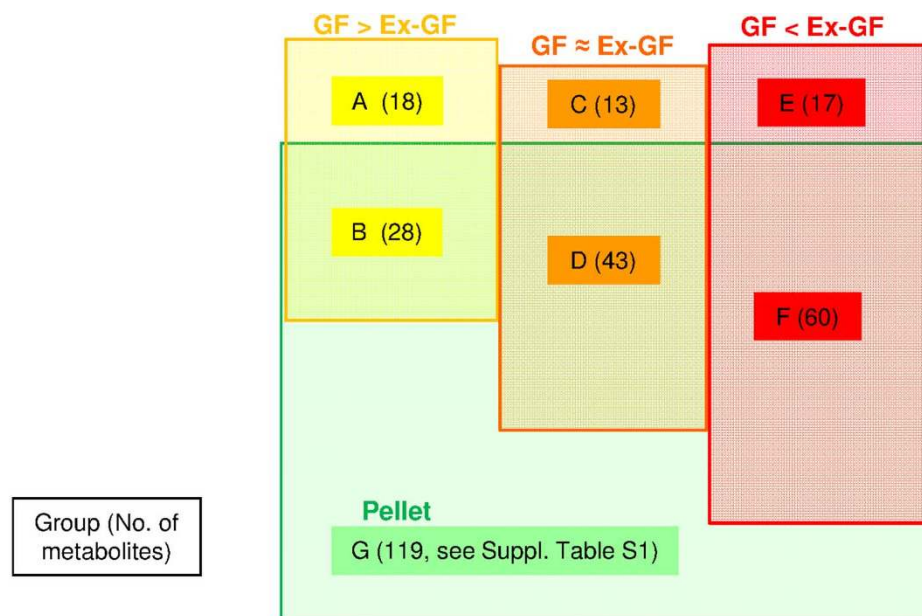 GF > Ex-GF
GF ≈ Ex-GF
GF < Ex-GF
A (18)
C (13)
E (17)
B (28)
D (43)
F (60)
Pellet
G (119, see Suppl. Table S1)
Group (No. of
metabolites)